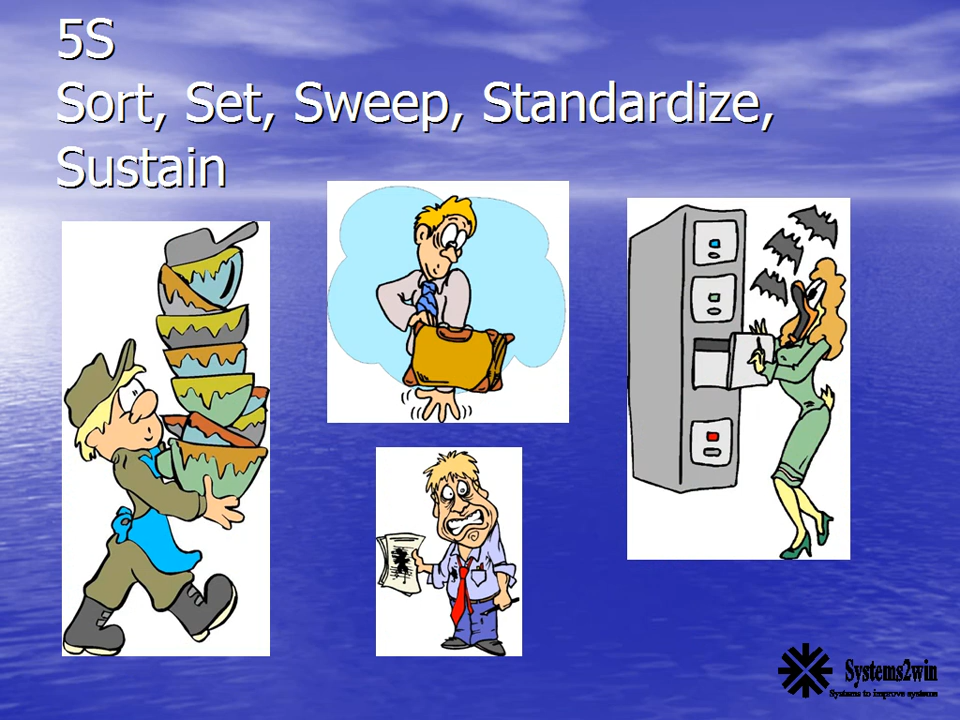 5S
Sort, Set, Sweep, Standardize,
Sustain
Systems2win
Systems to improve systems